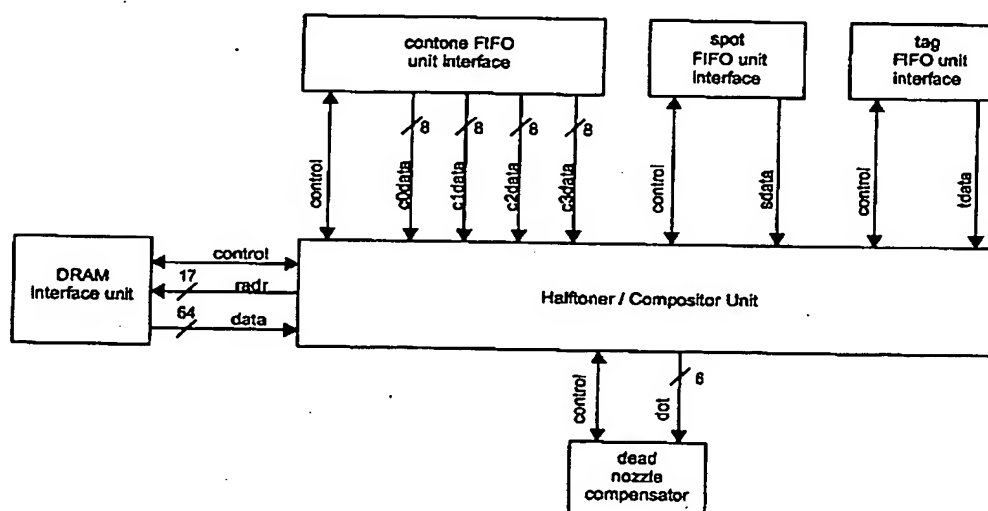 contone FIFO
unit interface
spot
FIFO unit
interface
tag
FIFO unit
interface
8
8
8
8
control
c0data
c1data
c2data
c3data
control
sdata
control
tdata
DRAM
interface unit
control
17
radr
64
data
Halftoner / Compositor Unit
control
dot
6
dead
nozzle
compensator